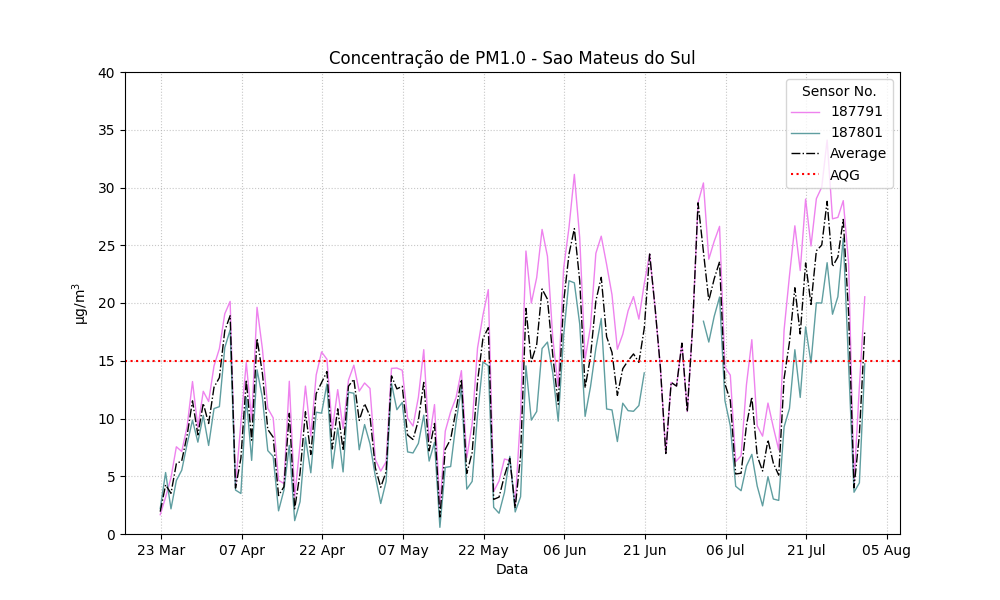 Concentração de PM1.0 - Sao Mateus do Sul
Sensor No.
187791
187801
Average
AQG
40
35
30
25
20
15
10
5
0
µg/m³
23 Mar
07 Apr
22 Apr
07 May
22 May
06 Jun
21 Jun
06 Jul
21 Jul
05 Aug
Data